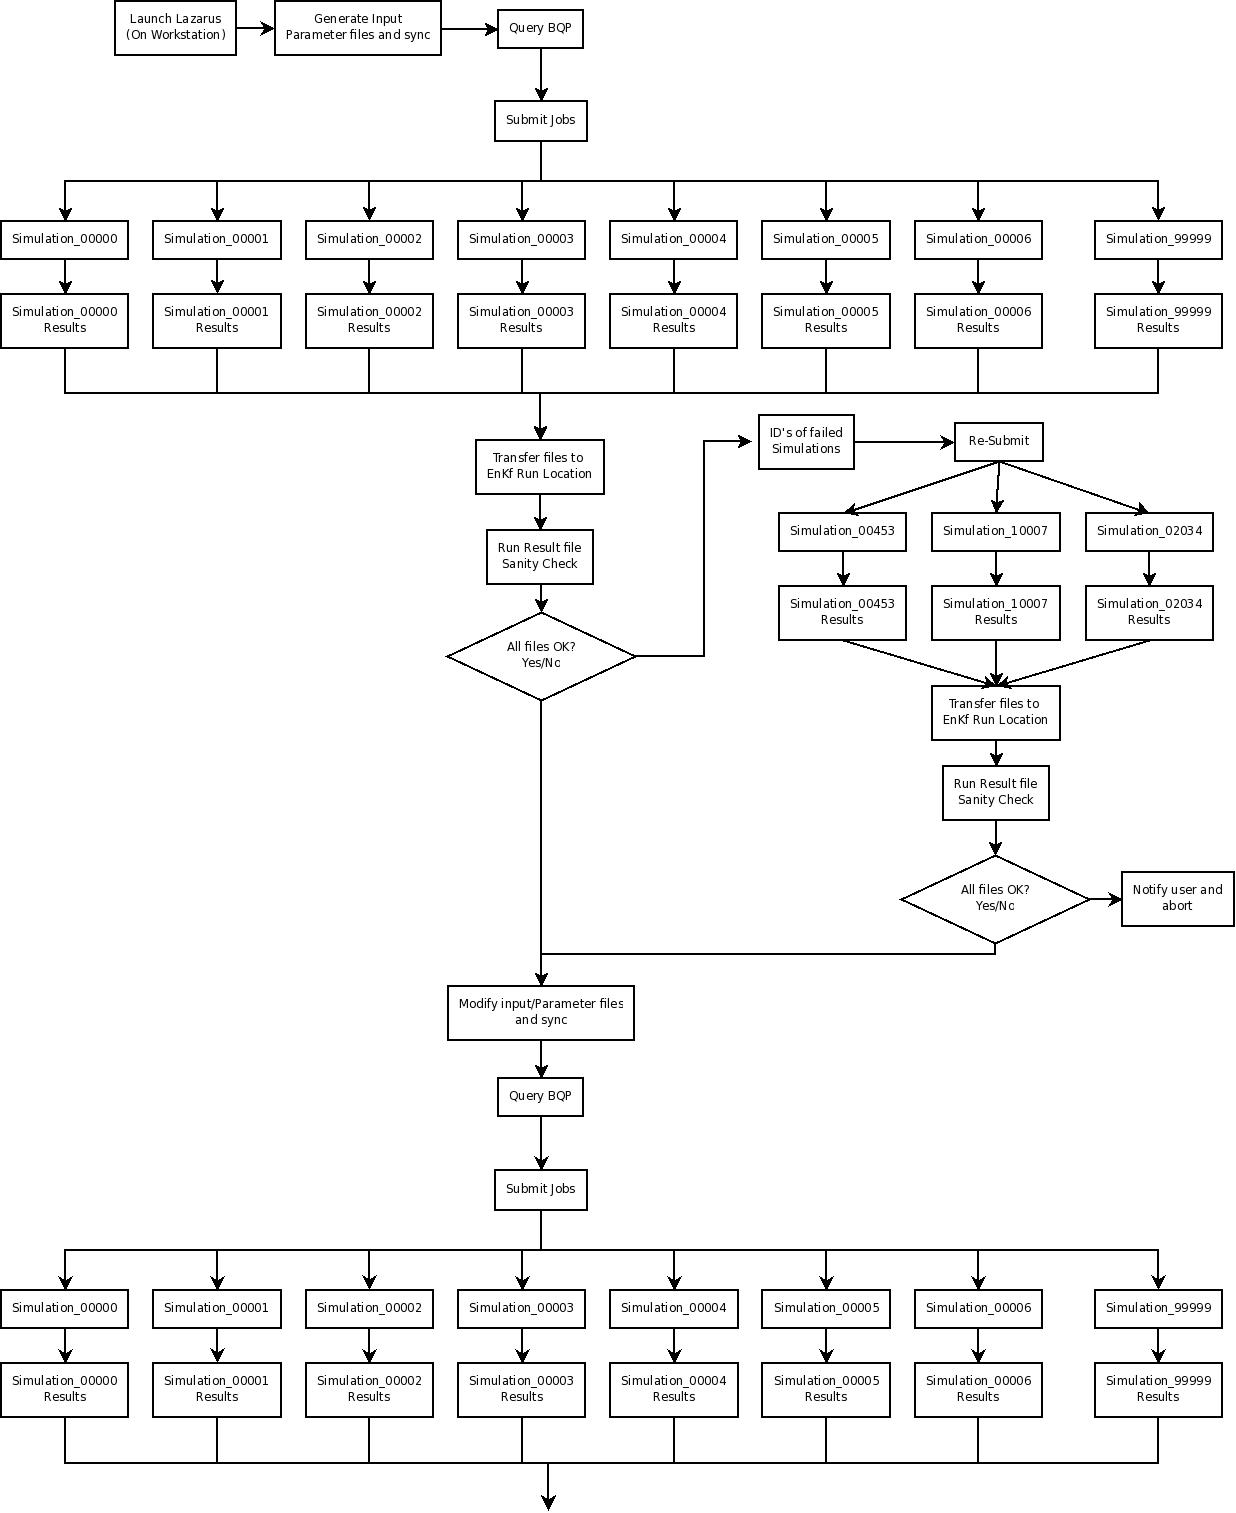 Launch Lazarus
(On Workstation)
Generate Input
Parameter files and sync
Query BQP
Submit Jobs
Simulation_00000
Simulation_00001
Simulation_00002
Simulation_00003
Simulation_00004
Simulation_00005
Simulation_00006
Simulation_99999
Simulation_00000
Results
Simulation_00001
Results
Simulation_00002
Results
Simulation_00003
Results
Simulation_00004
Results
Simulation_00005
Results
Simulation_00006
Results
Simulation_99999
Results
Transfer files to
EnKf Run Location
Run Result file
Sanity Check
All files OK?
Yes/No
ID's of failed
Simulations
Re-Submit
Simulation_00453
Simulation_10007
Simulation_02034
Simulation_00453
Results
Simulation_10007
Results
Simulation_02034
Results
Transfer files to
EnKf Run Location
Run Result file
Sanity Check
All files OK?
Yes/No
Notify user and
abort
Modify input/Parameter files
and sync
Query BQP
Submit Jobs
Simulation_00000
Simulation_00001
Simulation_00002
Simulation_00003
Simulation_00004
Simulation_00005
Simulation_00006
Simulation_99999
Simulation_00000
Results
Simulation_00001
Results
Simulation_00002
Results
Simulation_00003
Results
Simulation_00004
Results
Simulation_00005
Results
Simulation_00006
Results
Simulation_99999
Results